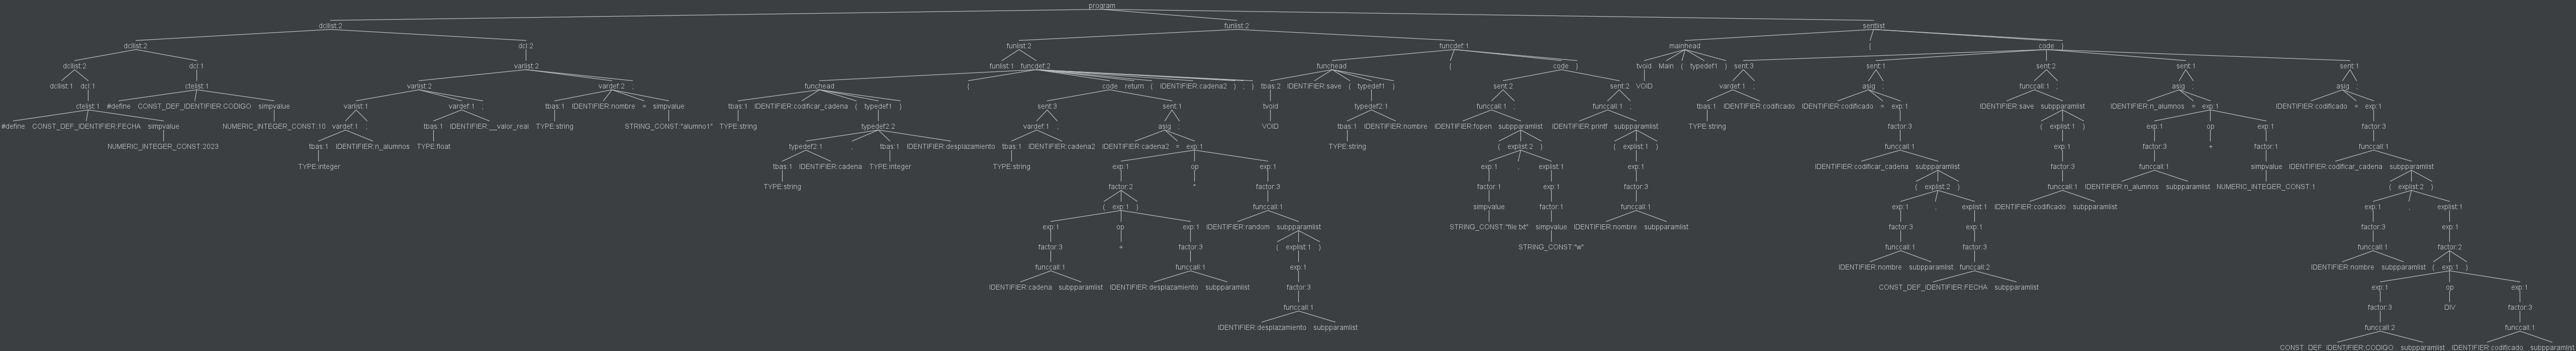 program
dcllist:2 funlist:2 sentlist
dcllist:2 dcl:2 funlist:2 funcdef:1 mainhead { code }
dcllist:2 dcl:1 varlist:2 funlist:1 funcdef:2 funchead { code } tvoid Main ( typedef1 ) sent:3 sent:1 sent:2 sent:1 sent:1
dcllist:1 dcl:1 ctelist:1 varlist:2 vardef:2 ; funchead { code return ( IDENTIFIER:cadena2 ) ; } tbas:2 IDENTIFIER:save ( typedef1 ) sent:2 sent:2 VOID vardef:1 ; asig ; funccall:1 ; asig ; asig ;
ctelist:1 #define CONST_DEF_IDENTIFIER:CODIGO simpvalue varlist:1 vardef:1 ; tbas:1 IDENTIFIER:nombre = simpvalue tbas:1 IDENTIFIER:codificar_cadena ( typedef1 ) sent:3 sent:1 tvoid typedef2:1 funccall:1 ; funccall:1 ; tbas:1 IDENTIFIER:codificado IDENTIFIER:codificado = exp:1 IDENTIFIER:save subpparamlist IDENTIFIER:n_alumnos = exp:1 IDENTIFIER:codificado = exp:1
#define CONST_DEF_IDENTIFIER:FECHA simpvalue NUMERIC_INTEGER_CONST:10 vardef:1 ; tbas:1 IDENTIFIER:__valor_real TYPE:string STRING_CONST:"alumno1" TYPE:string typedef2:2 vardef:1 ; asig ; VOID tbas:1 IDENTIFIER:nombre IDENTIFIER:fopen subpparamlist IDENTIFIER:printf subpparamlist TYPE:string factor:3 ( explist:1 ) exp:1 op exp:1 factor:3
NUMERIC_INTEGER_CONST:2023 tbas:1 IDENTIFIER:n_alumnos TYPE:float typedef2:1 , tbas:1 IDENTIFIER:desplazamiento tbas:1 IDENTIFIER:cadena2 IDENTIFIER:cadena2 = exp:1 TYPE:string ( explist:2 ) ( explist:1 ) funccall:1 exp:1 factor:3 + factor:1 funccall:1
TYPE:integer tbas:1 IDENTIFIER:cadena TYPE:integer TYPE:string exp:1 op exp:1 exp:1 , explist:1 exp:1 IDENTIFIER:codificar_cadena subpparamlist factor:3 funccall:1 simpvalue IDENTIFIER:codificar_cadena subpparamlist
TYPE:string factor:2 * factor:3 factor:1 exp:1 factor:3 ( explist:2 ) funccall:1 IDENTIFIER:n_alumnos subpparamlist NUMERIC_INTEGER_CONST:1 ( explist:2 )
( exp:1 ) funccall:1 simpvalue factor:1 funccall:1 exp:1 , explist:1 IDENTIFIER:codificado subpparamlist exp:1 , explist:1
exp:1 op exp:1 IDENTIFIER:random subpparamlist STRING_CONST:"file.txt" simpvalue IDENTIFIER:nombre subpparamlist factor:3 exp:1 factor:3 exp:1
factor:3 + factor:3 ( explist:1 ) STRING_CONST:"w" funccall:1 factor:3 funccall:1 factor:2
funccall:1 funccall:1 exp:1 IDENTIFIER:nombre subpparamlist funccall:2 IDENTIFIER:nombre subpparamlist ( exp:1 )
IDENTIFIER:cadena subpparamlist IDENTIFIER:desplazamiento subpparamlist factor:3 CONST_DEF_IDENTIFIER:FECHA subpparamlist exp:1 op exp:1
funccall:1 factor:3 DIV factor:3
IDENTIFIER:desplazamiento subpparamlist funccall:2 funccall:1
CONST_DEF_IDENTIFIER:CODIGO subpparamlist IDENTIFIER:codificado subpparamlist